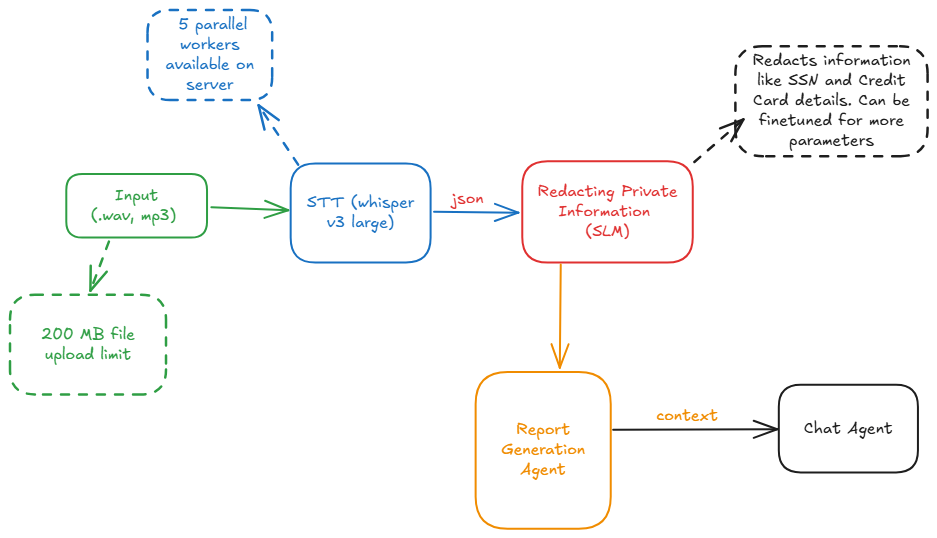 5 parallel
workers
available on
server
Redacts information
like SSN and Credit
Card details. Can be
finetuned for more
parameters
Input
(.wav, mp3)
STT (whisper
v3 large)
json
Redacting Private
Information
(SLM)
200 MB file
upload limit
Report
Generation
Agent
context
Chat Agent